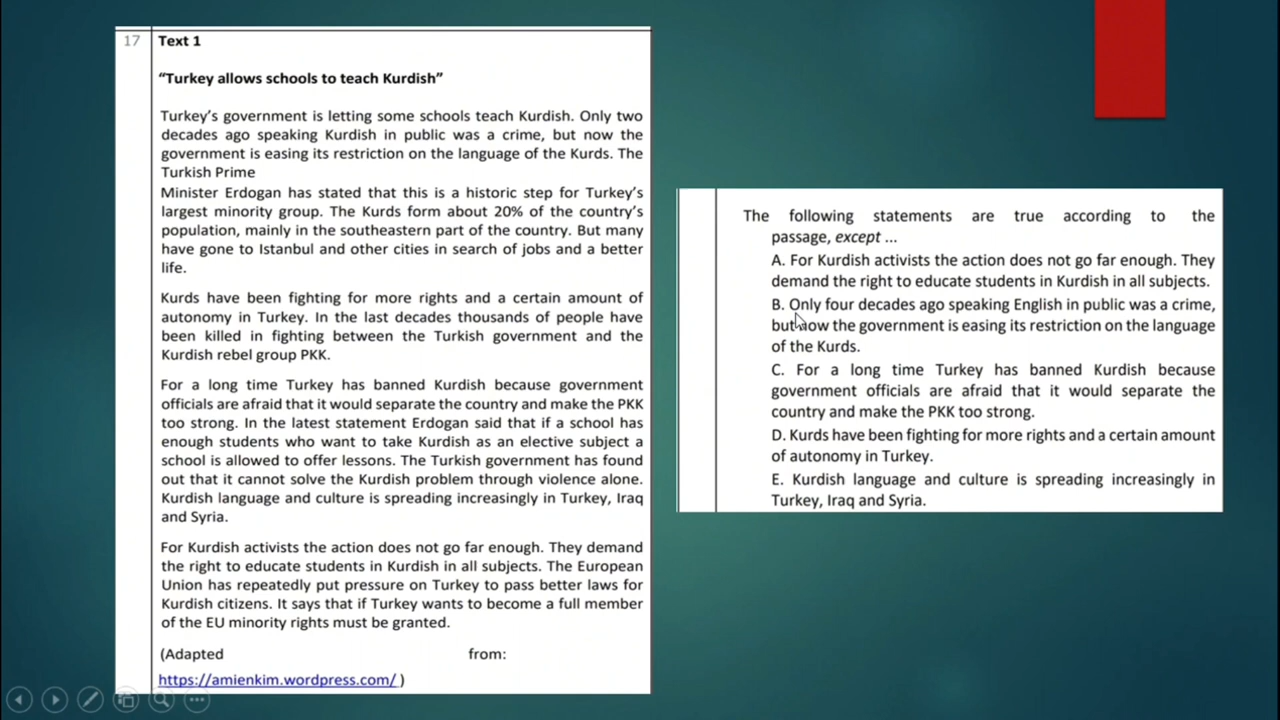 17
Text 1
“Turkey allows schools to teach Kurdish”
Turkey’s government is letting some schools teach Kurdish. Only two
decades ago speaking Kurdish in public was a crime, but now the
government is easing its restriction on the language of the Kurds. The
Turkish Prime
Minister Erdogan has stated that this is a historic step for Turkey’s
largest minority group. The Kurds form about 20% of the country’s
population, mainly in the southeastern part of the country. But many
have gone to Istanbul and other cities in search of jobs and a better
life.
Kurds have been fighting for more rights and a certain amount of
autonomy in Turkey. In the last decades thousands of people have
been killed in fighting between the Turkish government and the
Kurdish rebel group PKK.
For a long time Turkey has banned Kurdish because government
officials are afraid that it would separate the country and make the PKK
too strong. In the latest statement Erdogan said that if a school has
enough students who want to take Kurdish as an elective subject a
school is allowed to offer lessons. The Turkish government has found
out that it cannot solve the Kurdish problem through violence alone.
Kurdish language and culture is spreading increasingly in Turkey, Iraq
and Syria.
For Kurdish activists the action does not go far enough. They demand
the right to educate students in Kurdish in all subjects. The European
Union has repeatedly put pressure on Turkey to pass better laws for
Kurdish citizens. It says that if Turkey wants to become a full member
of the EU minority rights must be granted.
(Adapted from:
https://amienkim.wordpress.com/ )
The following statements are true according to the
passage, except ...
A. For Kurdish activists the action does not go far enough. They
demand the right to educate students in Kurdish in all subjects.
B. Only four decades ago speaking English in public was a crime,
but now the government is easing its restriction on the language
of the Kurds.
C. For a long time Turkey has banned Kurdish because
government officials are afraid that it would separate the
country and make the PKK too strong.
D. Kurds have been fighting for more rights and a certain amount
of autonomy in Turkey.
E. Kurdish language and culture is spreading increasingly in
Turkey, Iraq and Syria.